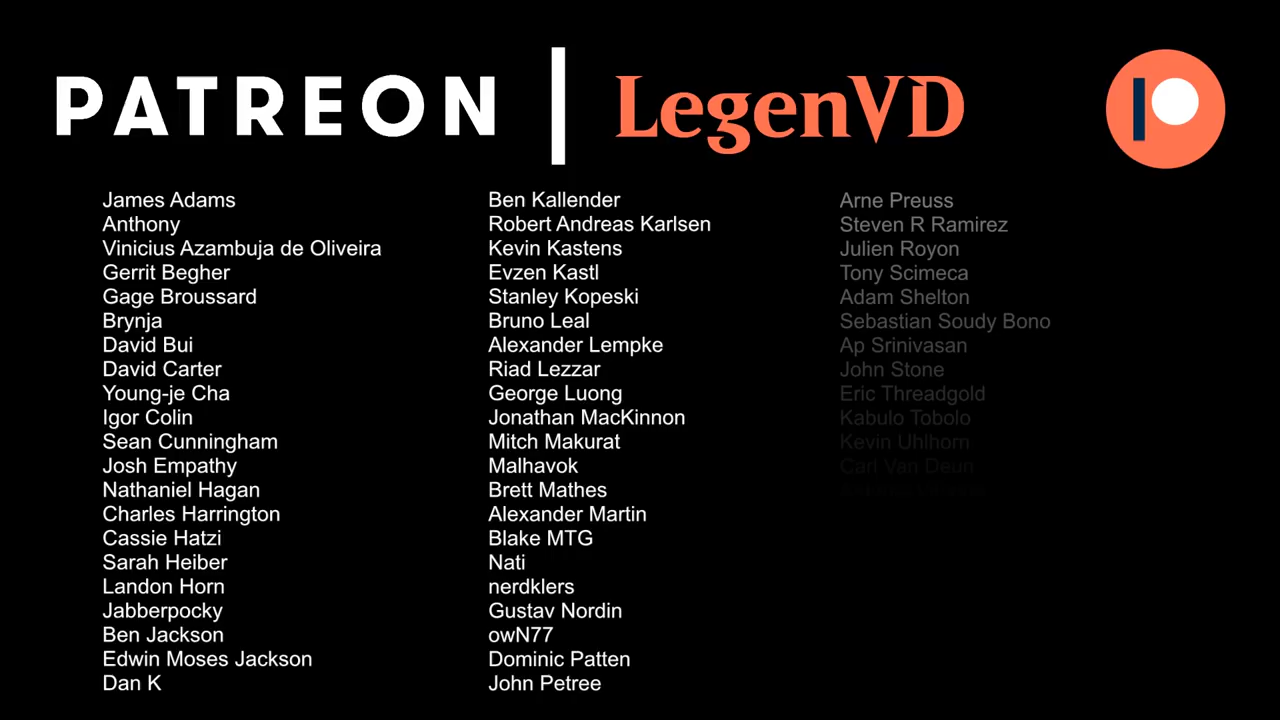 PATREON | LegenVD
James Adams
Anthony
Vinicius Azambuja de Oliveira
Gerrit Begher
Gage Broussard
Brynja
David Bui
David Carter
Young-je Cha
Igor Colin
Sean Cunningham
Josh Empathy
Nathaniel Hagan
Charles Harrington
Cassie Hatzi
Sarah Heiber
Landon Horn
Jabberpocky
Ben Jackson
Edwin Moses Jackson
Dan K
Ben Kallender
Robert Andreas Karlsen
Kevin Kastens
Evzen Kastl
Stanley Kopeski
Bruno Leal
Alexander Lempke
Riad Lezzar
George Luong
Jonathan MacKinnon
Mitch Makurat
Malhavok
Brett Mathes
Alexander Martin
Blake MTG
Nati
nerdklers
Gustav Nordin
owN77
Dominic Patten
John Petree
Arne Preuss
Steven R Ramirez
Julien Royon
Tony Scimeca
Adam Shelton
Sebastian Soudy Bono
Ap Srinivasan
John Stone
Eric Threadgold
Kabulo Tobolo
Kevin Uhlhorn
Carl Van Deun